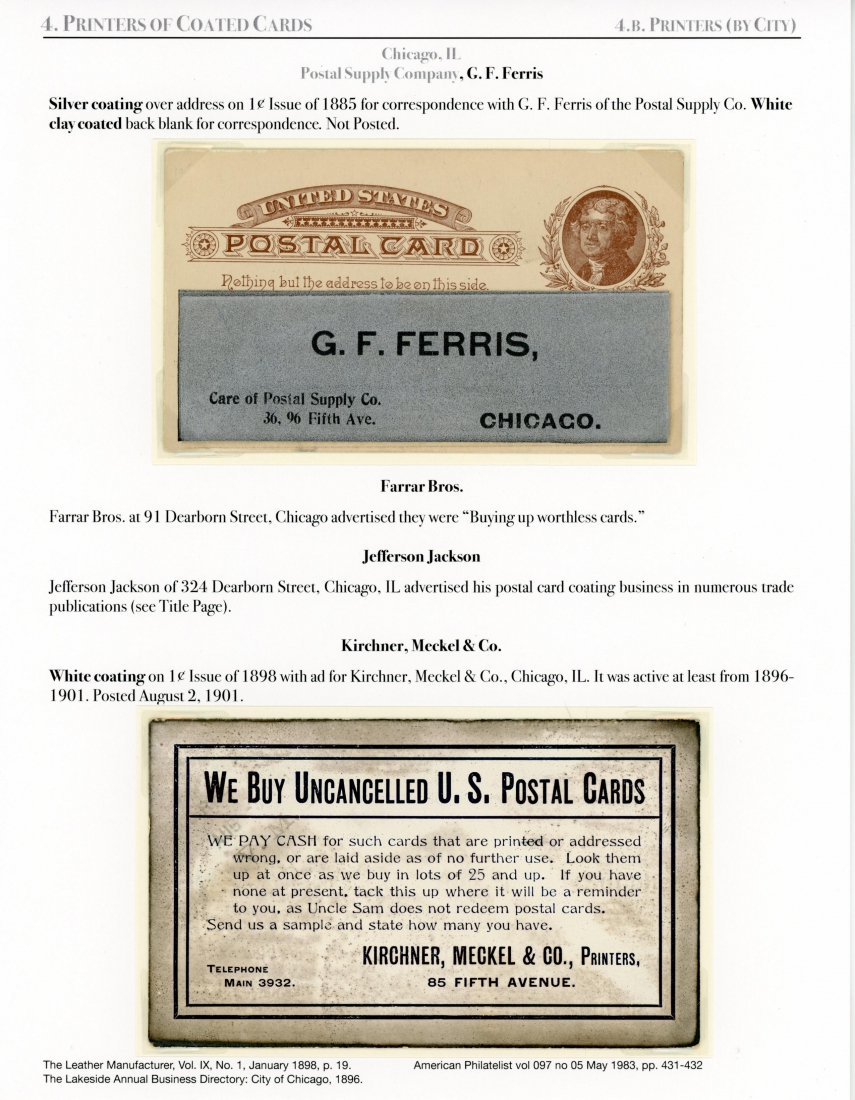 4. Printers of Coated Cards
4.b. Printers (by City)
Chicago, IL
Postal Supply Company, G. F. Ferris
Silver coating over address on 1¢ Issue of 1885 for correspondence with G. F. Ferris of the Postal Supply Co. White
clay coated back blank for correspondence. Not Posted.
UNITED STATES
POSTAL CARD
Nothing but the address to be on this side.
G. F. FERRIS,
Care of Postal Supply Co.
36, 96 Fifth Ave.
CHICAGO.
Farrar Bros.
Farrar Bros. at 91 Dearborn Street, Chicago advertised they were “Buying up worthless cards.”
Jefferson Jackson
Jefferson Jackson of 324 Dearborn Street, Chicago, IL advertised his postal card coating business in numerous trade
publications (see Title Page).
Kirchner, Meckel & Co.
White coating on 1¢ Issue of 1898 with ad for Kirchner, Meckel & Co., Chicago, IL. It was active at least from 1896-
1901. Posted August 2, 1901.
We Buy Uncancelled U. S. Postal Cards
WE PAY CASH for such cards that are printed or addressed
wrong, or are laid aside as of no further use. Look them
up at once as we buy in lots of 25 and up. If you have
none at present, tack this up where it will be a reminder
to you, as Uncle Sam does not redeem postal cards.
Send us a sample and state how many you have.
KIRCHNER, MECKEL & CO., Printers,
Telephone
Main 3932.
85 FIFTH AVENUE.
The Leather Manufacturer, Vol. IX, No. 1, January 1898, p. 19.
American Philatelist vol 097 no 05 May 1983, pp. 431-432
The Lakeside Annual Business Directory: City of Chicago, 1896.